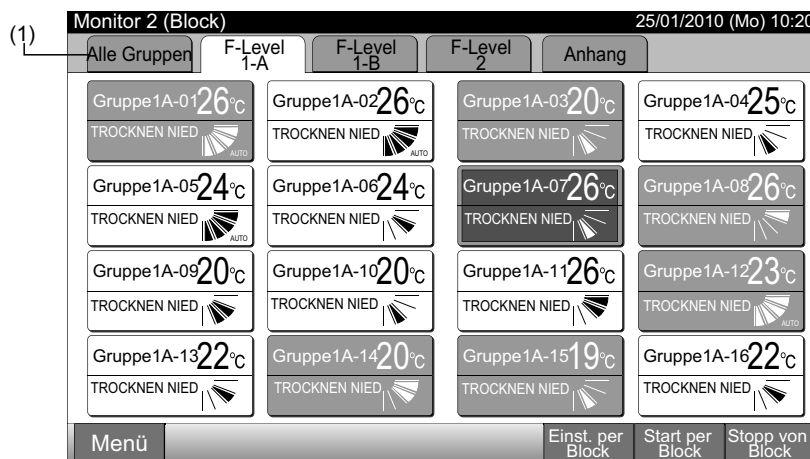 Monitor 2 (Block) 25/01/2010 (Mo) 10:20
(1)
Alle Gruppen F-Level 1-A F-Level 1-B F-Level 2 Anhang
Gruppe1A-01 26°C Gruppe1A-02 26°C Gruppe1A-03 20°C Gruppe1A-04 25°C
TROCKNEN NIED AUTO TROCKNEN NIED AUTO TROCKNEN NIED TROCKNEN NIED
Gruppe1A-05 24°C Gruppe1A-06 24°C Gruppe1A-07 26°C Gruppe1A-08 26°C
TROCKNEN NIED AUTO TROCKNEN NIED TROCKNEN NIED TROCKNEN NIED
Gruppe1A-09 20°C Gruppe1A-10 20°C Gruppe1A-11 26°C Gruppe1A-12 23°C
TROCKNEN NIED TROCKNEN NIED TROCKNEN NIED TROCKNEN NIED AUTO
Gruppe1A-13 22°C Gruppe1A-14 20°C Gruppe1A-15 19°C Gruppe1A-16 22°C
TROCKNEN NIED TROCKNEN NIED TROCKNEN NIED TROCKNEN NIED
Menü Einst. per Block Start per Block Stopp von Block